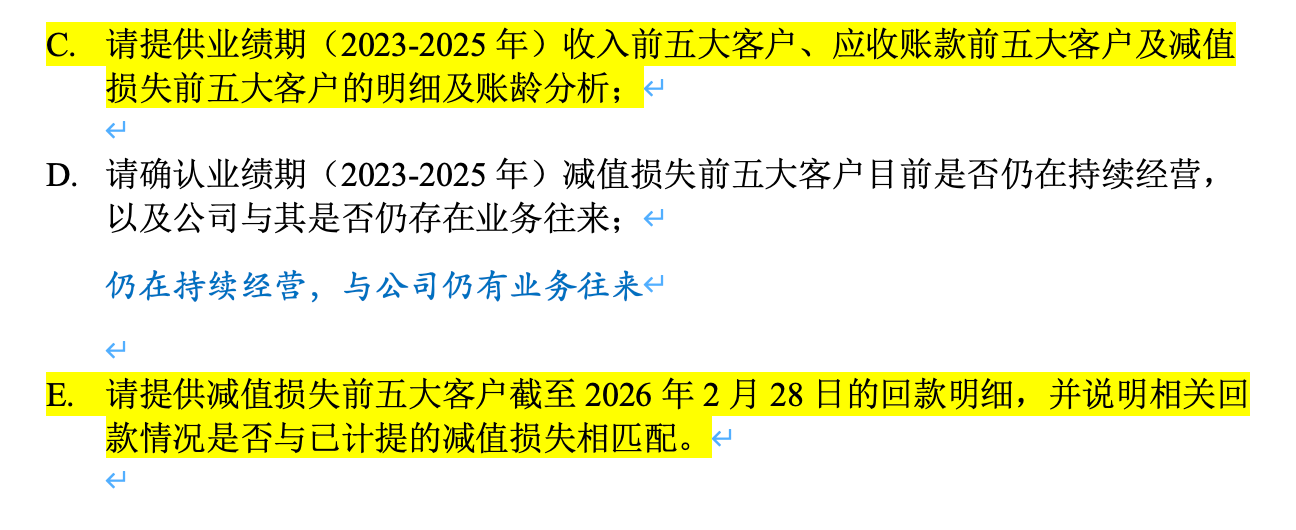 C. 请提供业绩期（2023-2025 年）收入前五大客户、应收账款前五大客户及减值
损失前五大客户的明细及账龄分析；
D. 请确认业绩期（2023-2025 年）减值损失前五大客户目前是否仍在持续经营，
以及公司与其是否仍存在业务往来；
仍在持续经营，与公司仍有业务往来
E. 请提供减值损失前五大客户截至 2026 年 2 月 28 日的回款明细，并说明相关回
款情况是否与已计提的减值损失相匹配。